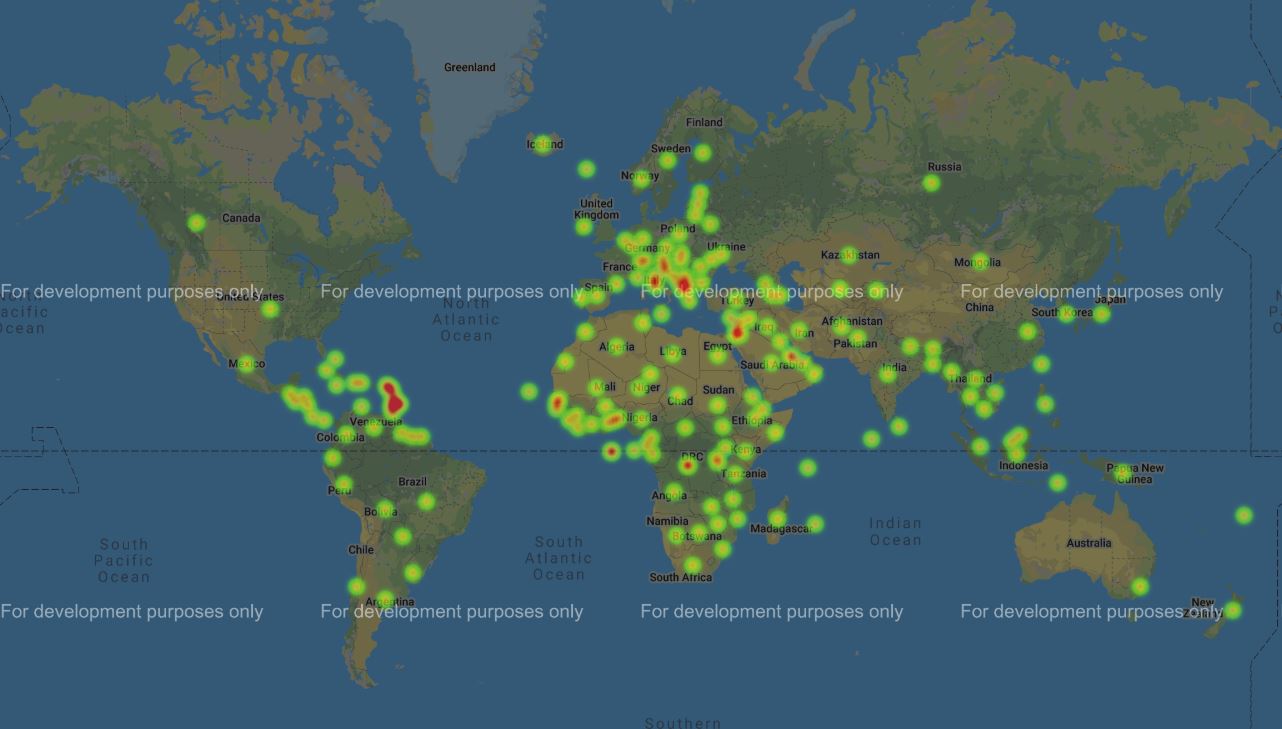 Greenland
Finland
Iceland
Sweden
Russia
Norway
United
Kingdom
Canada
Poland
Germany
Ukraine
Kazakhstan
Mongolia
France
For development purposes only
For development purposes only
For development purposes only
For development purposes only
United States
Spain
Turkey
North
Atlantic
Ocean
acific
Ocean
China
South Korea
Japan
Afghanistan
Iraq
Iran
Pakistan
Algeria
Libya
Egypt
Saudi Arabia
Mexico
India
Thailand
Mali
Niger
Chad
Sudan
Nigeria
Ethiopia
Venezuela
Colombia
DRC
Kenya
Tanzania
Indonesia
Papua New
Guinea
Brazil
Peru
Angola
Bolivia
Namibia
Botswana
Madagascar
Indian
Ocean
South
Pacific
Ocean
Chile
South
Atlantic
Ocean
Australia
South Africa
Argentina
New
Zealand
For development purposes only
For development purposes only
For development purposes only
For development purposes only
Southern